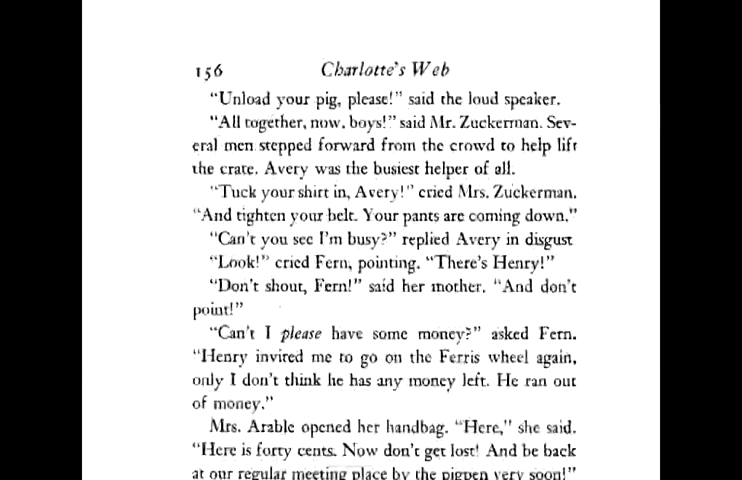 156 Charlotte's Web
"Unload your pig, please!" said the loud speaker.
"All together, now, boys!" said Mr. Zuckerman. Sev-
eral men stepped forward from the crowd to help lift
the crate. Avery was the busiest helper of all.
"Tuck your shirt in, Avery!" cried Mrs. Zuckerman.
"And tighten your belt. Your pants are coming down."
"Can't you see I'm busy?" replied Avery in disgust
"Look!" cried Fern, pointing. "There's Henry!"
"Don't shout, Fern!" said her mother. "And don't
point!"
"Can't I please have some money?" asked Fern.
"Henry invired me to go on the Ferris wheel again,
only I don't think he has any money left. He ran out
of money."
Mrs. Arable opened her handbag. "Here," she said.
"Here is forty cents. Now don't get lost! And be back
at our regular meeting place by the pigpen very soon!"